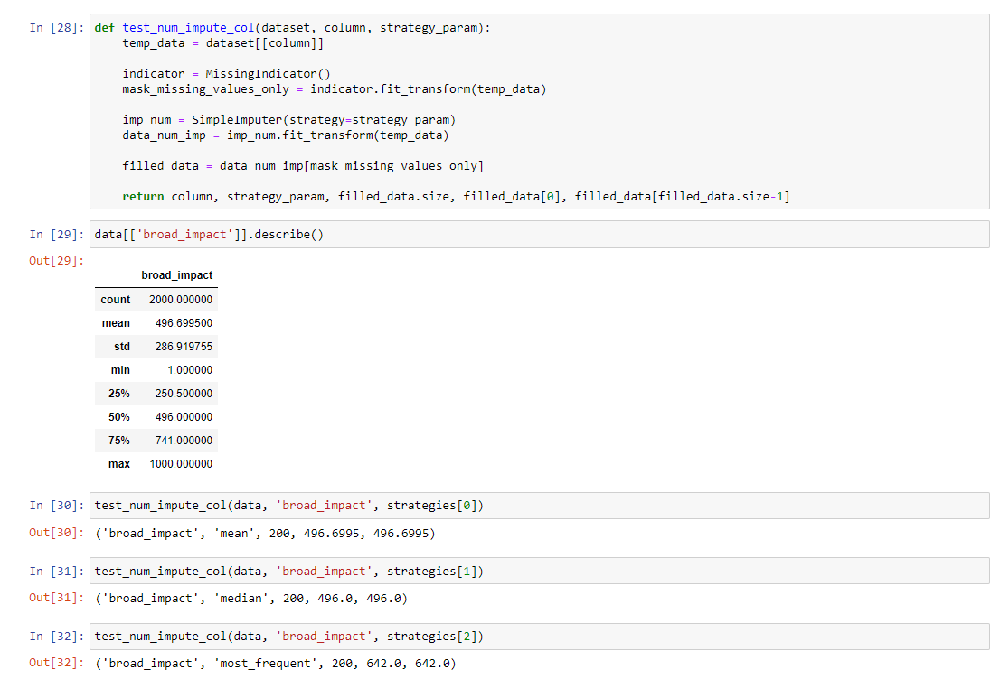 In [28]: def test_num_impute_col(dataset, column, strategy_param):
    temp_data = dataset[[column]]

    indicator = MissingIndicator()
    mask_missing_values_only = indicator.fit_transform(temp_data)

    imp_num = SimpleImputer(strategy=strategy_param)
    data_num_imp = imp_num.fit_transform(temp_data)

    filled_data = data_num_imp[mask_missing_values_only]

    return column, strategy_param, filled_data.size, filled_data[0], filled_data[filled_data.size-1]
In [29]: data[['broad_impact']].describe()
Out[29]:
broad_impact
count 2000.000000
mean 496.699500
std 286.919755
min 1.000000
25% 250.500000
50% 496.000000
75% 741.000000
max 1000.000000
In [30]: test_num_impute_col(data, 'broad_impact', strategies[0])
Out[30]: ('broad_impact', 'mean', 200, 496.6995, 496.6995)
In [31]: test_num_impute_col(data, 'broad_impact', strategies[1])
Out[31]: ('broad_impact', 'median', 200, 496.0, 496.0)
In [32]: test_num_impute_col(data, 'broad_impact', strategies[2])
Out[32]: ('broad_impact', 'most_frequent', 200, 642.0, 642.0)